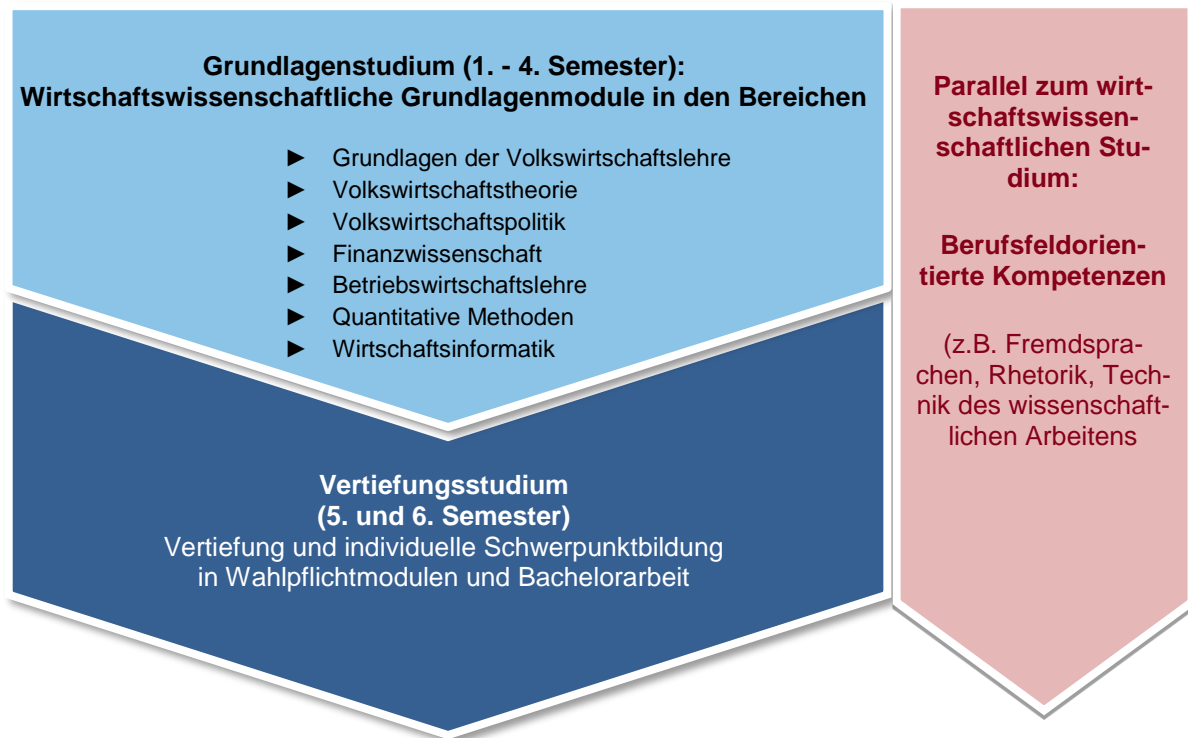 Grundlagenstudium (1. - 4. Semester):
Wirtschaftswissenschaftliche Grundlagenmodule in den Bereichen
► Grundlagen der Volkswirtschaftslehre
► Volkswirtschaftstheorie
► Volkswirtschaftspolitik
► Finanzwissenschaft
► Betriebswirtschaftslehre
► Quantitative Methoden
► Wirtschaftsinformatik
Vertiefungsstudium
(5. und 6. Semester)
Vertiefung und individuelle Schwerpunktbildung
in Wahlpflichtmodulen und Bachelorarbeit
Parallel zum wirt-
schaftswissen-
schaftlichen Stu-
dium:
Berufsfeldorien-
tierte Kompetenzen
(z.B. Fremdspra-
chen, Rhetorik, Tech-
nik des wissenschaft-
lichen Arbeitens